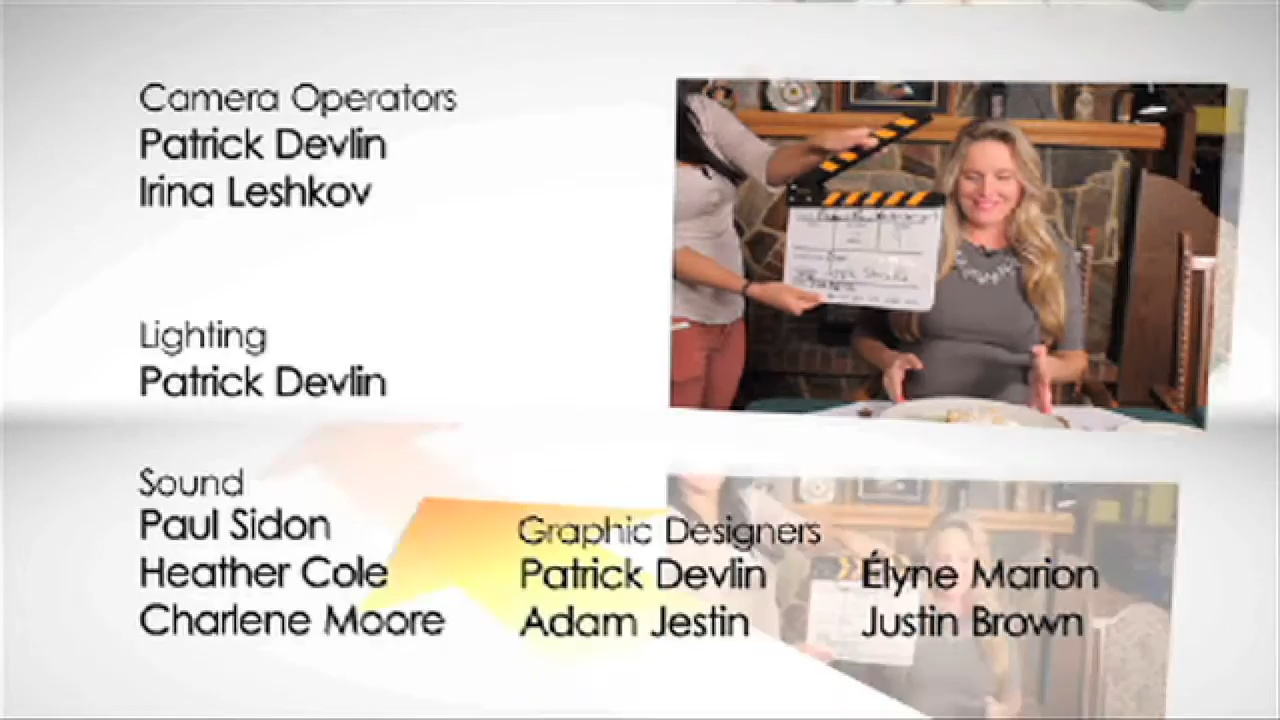 Camera Operators
Patrick Devlin
Irina Leshkov
Lighting
Patrick Devlin
Sound
Paul Sidon
Heather Cole
Charlene Moore
Graphic Designers
Patrick Devlin
Adam Jestin
Élyne Marion
Justin Brown